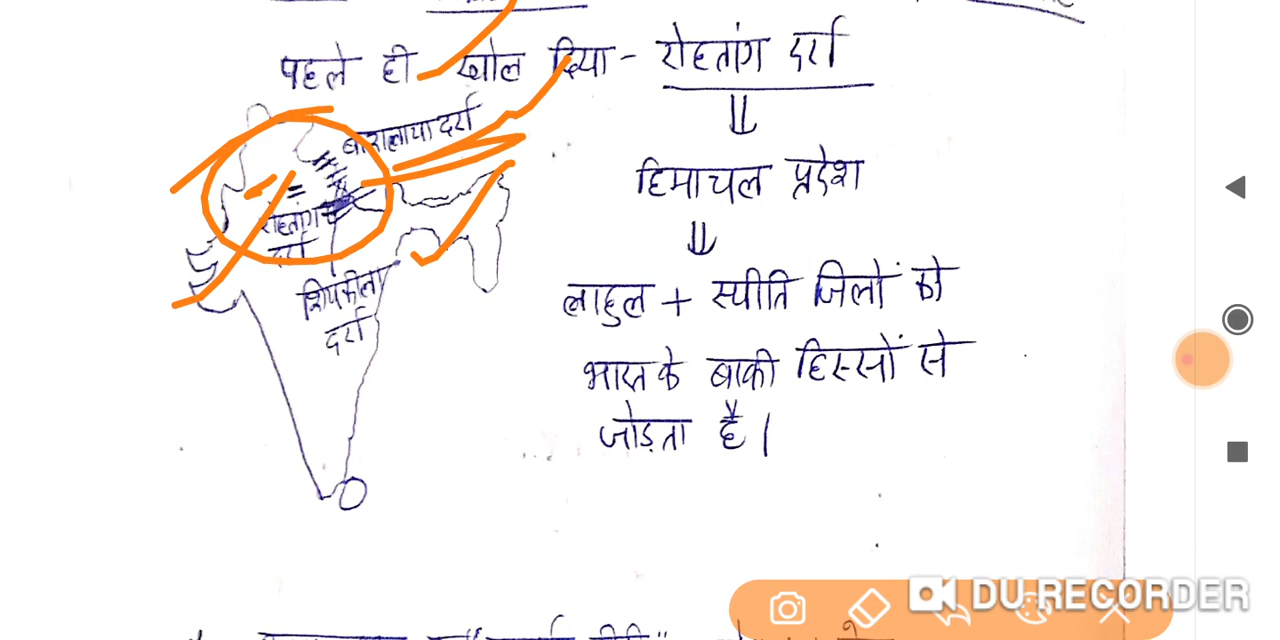 पहले ही खोल दिया - रोहतांग दर्रा
⇓
बारालाचा दर्रा
हिमाचल प्रदेश
रोहतांग
दर्रा
⇓
शिपकीला
दर्रा
लाहुल + स्पीति जिलों को
भारत के बाकी हिस्सों से
जोड़ता है।
DU RECORDER